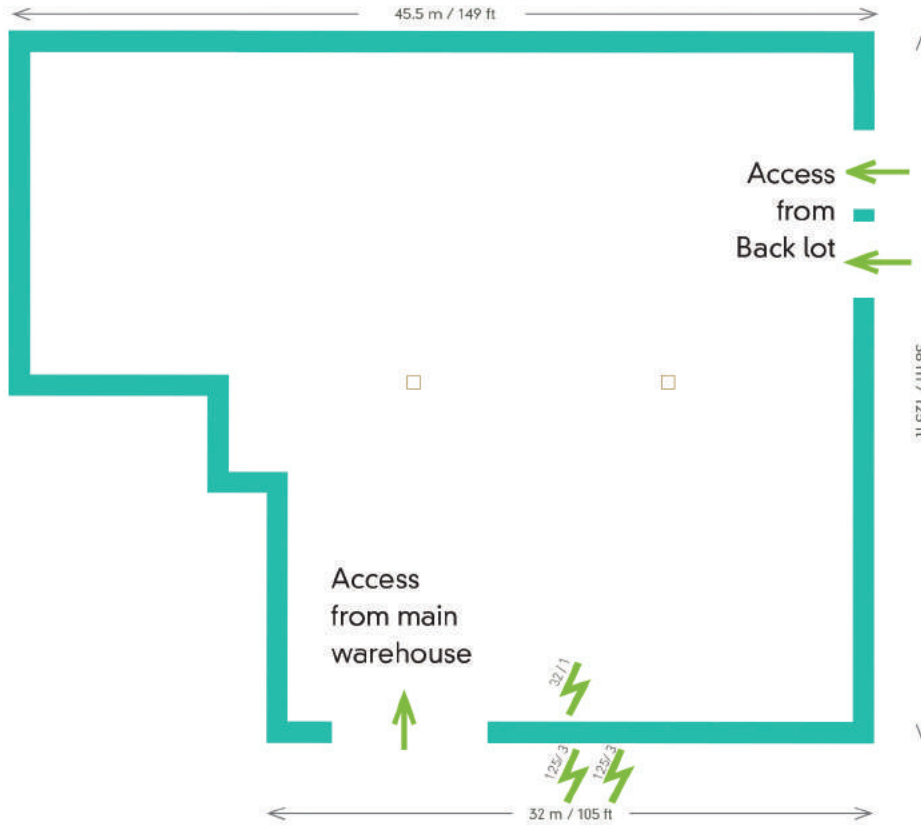 45.5 m / 149 ft
Access
from
Back lot
Access
from main
warehouse
32/1
125/3
125/3
32 m / 105 ft